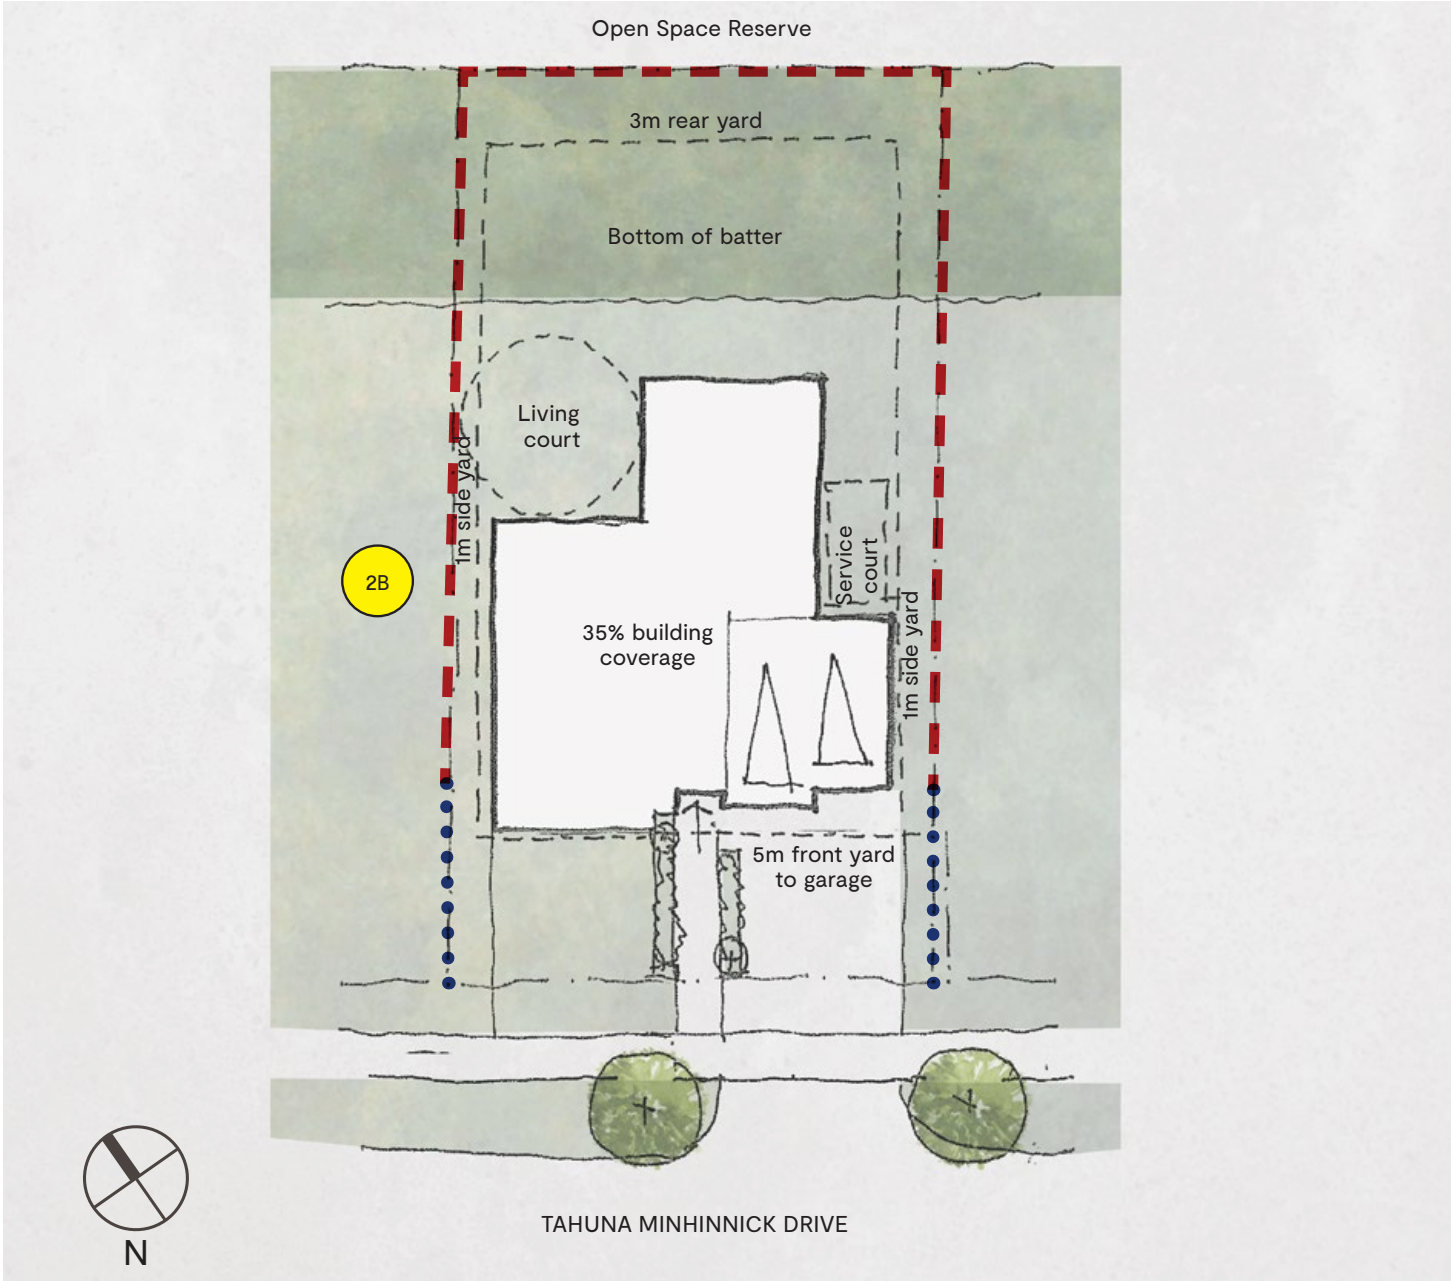 Open Space Reserve
3m rear yard
Bottom of batter
Living
court
1m side yard
Service
court
2B
35% building
coverage
1m side yard
5m front yard
to garage
TAHUNA MINHINNICK DRIVE
N